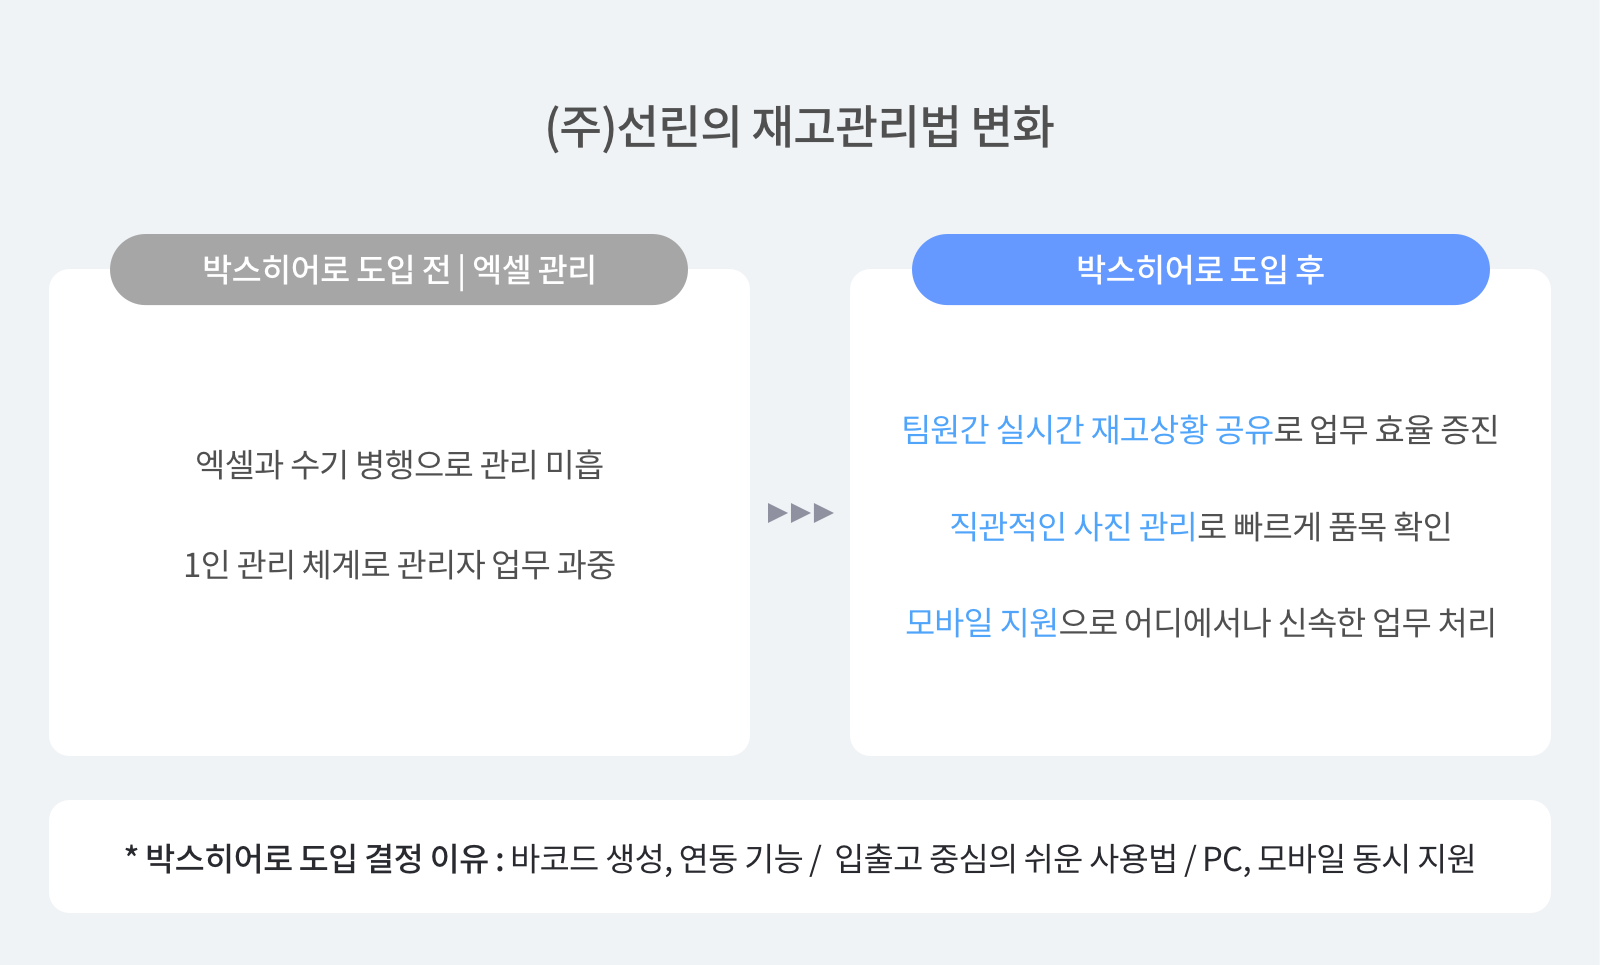 (주)선린의 재고관리법 변화
박스히어로 도입 전 | 엑셀 관리
엑셀과 수기 병행으로 관리 미흡
1인 관리 체계로 관리자 업무 과중
▶▶▶
박스히어로 도입 후
팀원간 실시간 재고상황 공유로 업무 효율 증진
직관적인 사진 관리로 빠르게 품목 확인
모바일 지원으로 어디에서나 신속한 업무 처리
* 박스히어로 도입 결정 이유 : 바코드 생성, 연동 기능 / 입출고 중심의 쉬운 사용법 / PC, 모바일 동시 지원